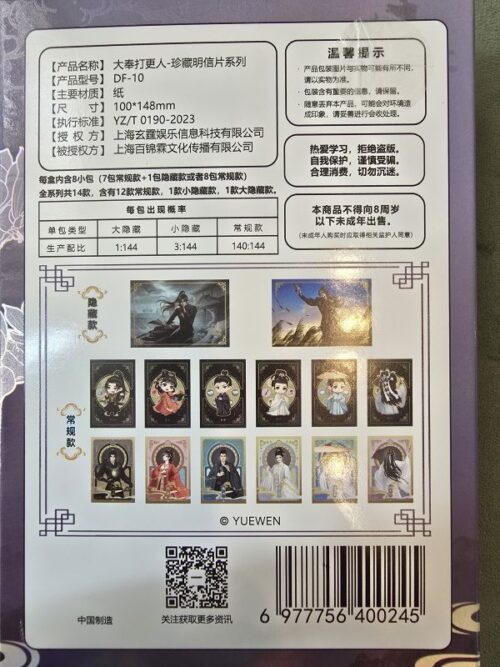 【产品名称】 大奉打更人-珍藏明信片系列
【产品型号】 DF-10
【主要材质】 纸
【尺 寸】 100*148mm
【执行标准】 YZ/T 0190-2023
【授 权 方】 上海玄霆娱乐信息科技有限公司
【被授权方】 上海百锦霖文化传播有限公司
温馨提示
· 产品包装图片与实物可能有所不同，
请以实物为准。
· 包装含有重要的信息，请保留。
· 随意丢弃本产品，可能会对环境造
成印象，请妥善进行会收处理。
热爱星辰，拒绝盗版。
自我保护，谨慎受骗。
合理消费，切勿沉迷。
本商品不得向8周岁
以下未成年出售。
(未成年人购买时应取得相关监护人同意)
每盒内含8小包（7包常规款+1包隐藏款或者8包常规款）
全系列共14款，含有12款常规款，1款小隐藏款，1款大隐藏款。
每包出现概率
单包类型 大隐藏 小隐藏 常规款
生产配比 1:144 3:144 140:144
隐藏款
常规款
© YUEWEN
中国制造
关注获取更多资讯
6 977756 400245